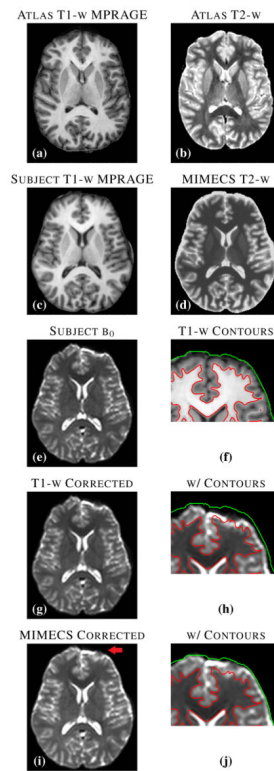 ATLAS T1-W MPRAGE
ATLAS T2-W
(a)
(b)
SUBJECT T1-W MPRAGE
MIMECS T2-W
(c)
(d)
SUBJECT B₀
T1-W CONTOURS
(e)
(f)
T1-W CORRECTED
W/ CONTOURS
(g)
(h)
MIMECS CORRECTED
W/ CONTOURS
(i)
(j)